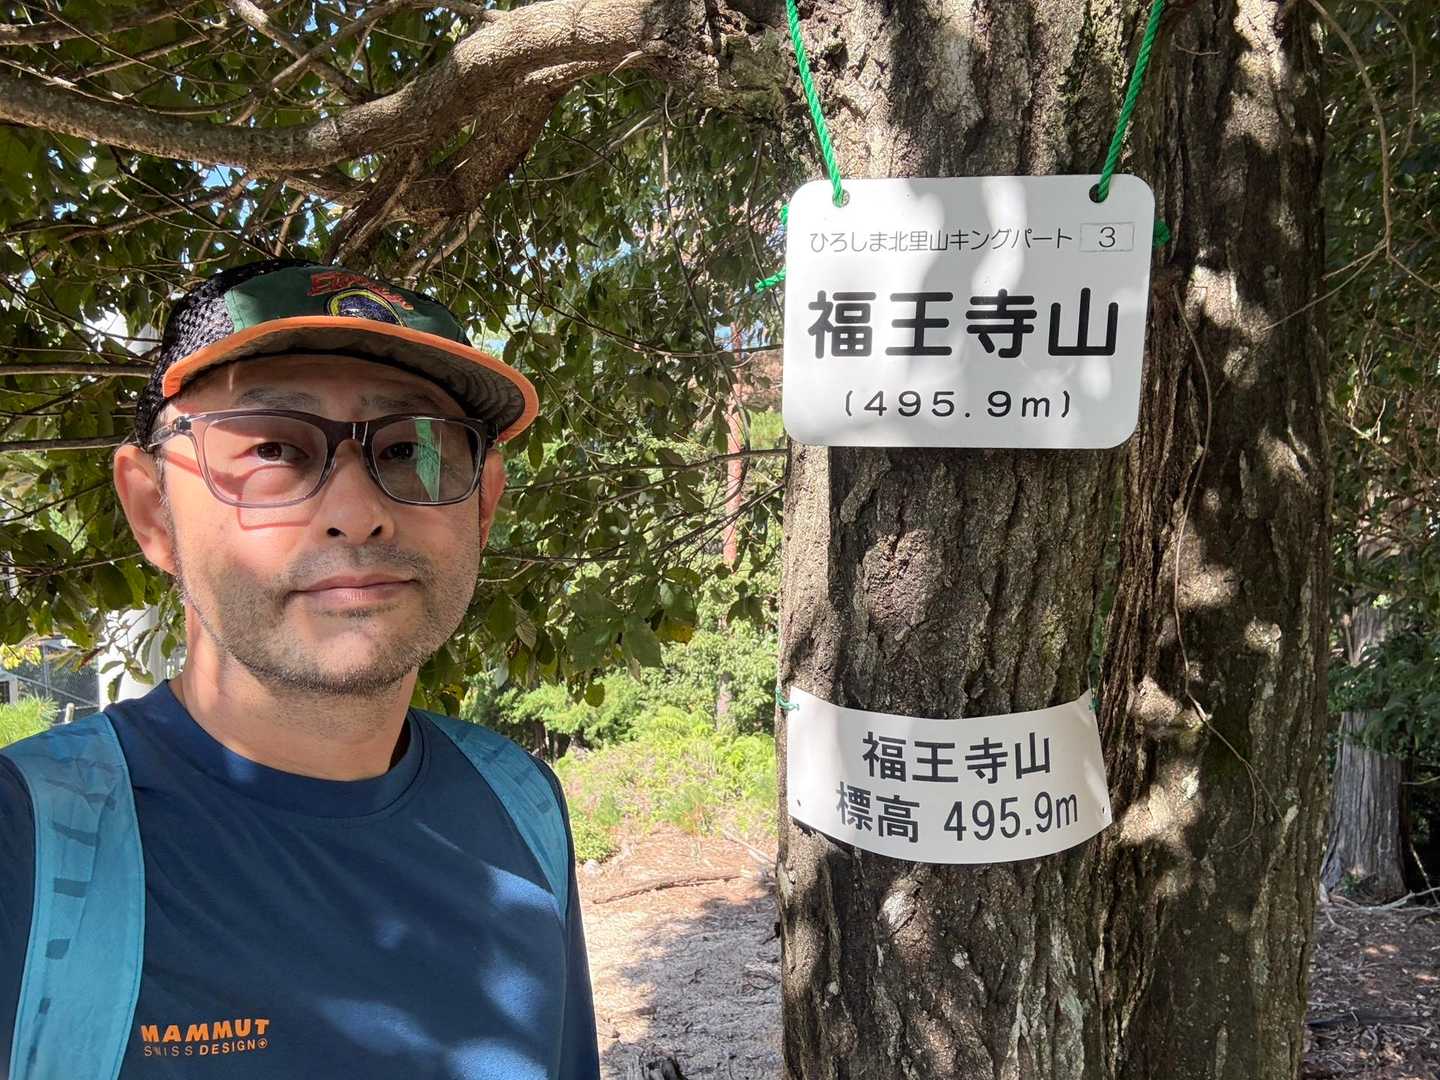 ひろしま北里山キングパート 3
福王寺山
(495.9m)
福王寺山
標高 495.9m
MAMMUT
SWISS DESIGN